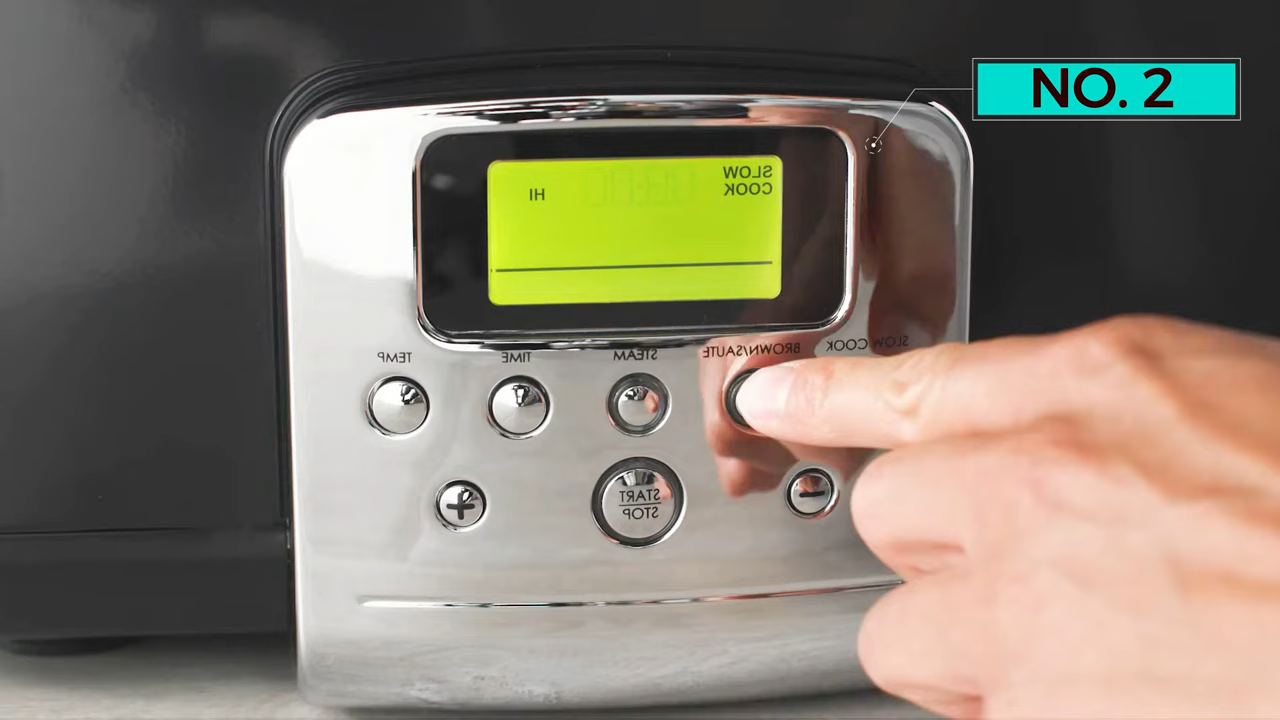 NO. 2
SLOW
COOK
HI
TEMP
TIME
STEAM
BROWN/SAUTE
SLOW COOK
START
STOP